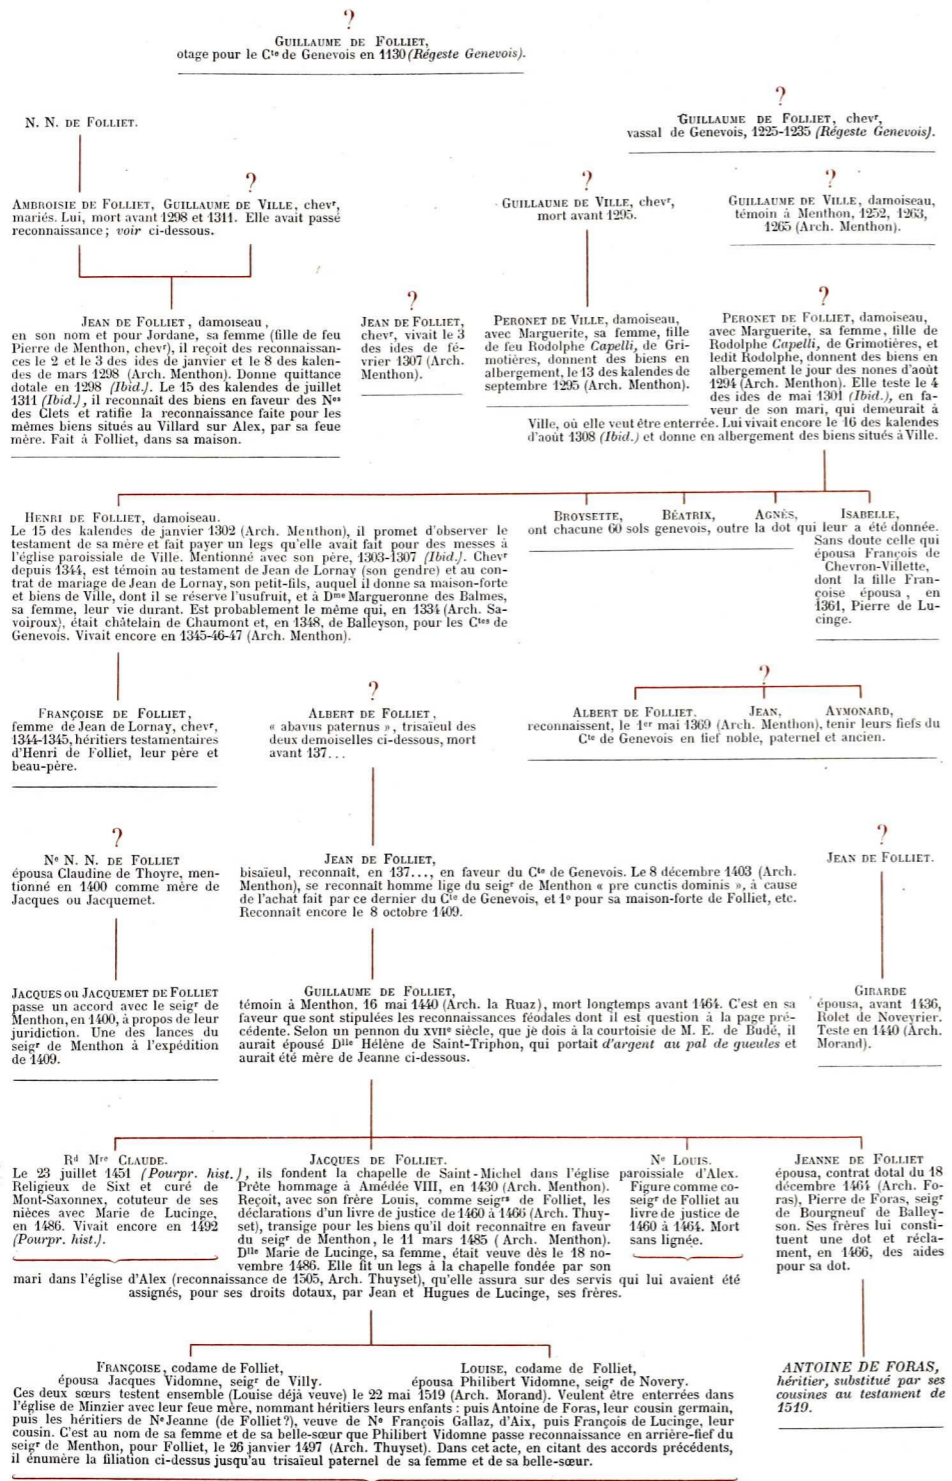 ?
GUILLAUME DE FOLLIET,
otage pour le Cte de Genevois en 1130 (Régeste Genevois).
?
GUILLAUME DE FOLLIET, chevr,
vassal de Genevois, 1225-1235 (Régeste Genevois).
N. N. DE FOLLIET.
?
AMBROISIE DE FOLLIET, GUILLAUME DE VILLE, chevr,
mariés. Lui, mort avant 1298 et 1311. Elle avait passé
reconnaissance; voir ci-dessous.
?
GUILLAUME DE VILLE, chevr,
mort avant 1295.
?
GUILLAUME DE VILLE, damoiseau,
témoin à Menthon, 1252, 1263,
1265 (Arch. Menthon).
JEAN DE FOLLIET, damoiseau,
en son nom et pour Jordane, sa femme (fille de feu
Pierre de Menthon, chevr), il reçoit des reconnaissan-
ces le 2 et le 3 des ides de janvier et le 8 des kalen-
des de mars 1298 (Arch. Menthon). Donne quittance
dotale en 1298 (Ibid.). Le 15 des kalendes de juillet
1311 (Ibid.), il reconnaît des biens en faveur des Nes
des Clets et ratifie la reconnaissance faite pour les
mêmes biens situés au Villard sur Alex, par sa feue
mère. Fait à Folliet, dans sa maison.
?
JEAN DE FOLLIET,
chevr, vivait le 3
des ides de fé-
vrier 1307 (Arch.
Menthon).
PERONET DE VILLE, damoiseau,
avec Marguerite, sa femme, fille
de feu Rodolphe Capelli, de Gri-
motières, donnent des biens en
albergement, le 13 des kalendes de
septembre 1295 (Arch. Menthon).
?
PERONET DE FOLLIET, damoiseau,
avec Marguerite, sa femme, fille de
Rodolphe Capelli, de Grimotières, et
ledit Rodolphe, donnent des biens en
albergement le jour des nones d'août
1294 (Arch. Menthon). Elle teste le 4
des ides de mai 1301 (Ibid.), en fa-
veur de son mari, qui demeurait à
Ville, où elle veut être enterrée. Lui vivait encore le 16 des kalendes
d'août 1308 (Ibid.) et donne en albergement des biens situés à Ville.
HENRI DE FOLLIET, damoiseau.
Le 15 des kalendes de janvier 1302 (Arch. Menthon), il promet d'observer le
testament de sa mère et fait payer un legs qu'elle avait fait pour des messes à
l'église paroissiale de Ville. Mentionné avec son père, 1303-1307 (Ibid.). Chevr
depuis 1344, est témoin au testament de Jean de Lornay (son gendre) et au con-
trat de mariage de Jean de Lornay, son petit-fils, auquel il donne sa maison-forte
et biens de Ville, dont il se réserve l'usufruit, et à Dme Margueronne des Balmes,
sa femme, leur vie durant. Est probablement le même qui, en 1334 (Arch. Sa-
voiroux), était châtelain de Chaumont et, en 1348, de Balleyson, pour les Ctes de
Genevois. Vivait encore en 1345-46-47 (Arch. Menthon).
BROYSETTE, BÉATRIX, AGNÈS, ISABELLE,
ont chacune 60 sols genevois, outre la dot qui leur a été donnée.
Sans doute celle qui
épousa François de
Chevron-Villette,
dont la fille Fran-
çoise épousa, en
1361, Pierre de Lu-
cinge.
FRANÇOISE DE FOLLIET,
femme de Jean de Lornay, chevr,
1344-1345, héritiers testamentaires
d'Henri de Folliet, leur père et
beau-père.
?
ALBERT DE FOLLIET,
« abavus paternus », trisaïeul des
deux demoiselles ci-dessous, mort
avant 137...
?
ALBERT DE FOLLIET. JEAN, AYMONARD,
reconnaissent, le 1er mai 1369 (Arch. Menthon), tenir leurs fiefs du
Cte de Genevois en fief noble, paternel et ancien.
?
Ne N. N. DE FOLLIET
épousa Claudine de Thoyre, men-
tionné en 1400 comme mère de
Jacques ou Jacquemet.
JEAN DE FOLLIET,
bisaïeul, reconnaît, en 137..., en faveur du Cte de Genevois. Le 8 décembre 1403 (Arch.
Menthon), se reconnaît homme lige du seigr de Menthon « pre cunctis dominis », à cause
de l'achat fait par ce dernier du Cte de Genevois, et 1º pour sa maison-forte de Folliet, etc.
Reconnaît encore le 8 octobre 1409.
?
JEAN DE FOLLIET.
JACQUES OU JACQUEMET DE FOLLIET
passe un accord avec le seigr de
Menthon, en 1400, à propos de leur
juridiction. Une des lances du
seigr de Menthon à l'expédition
de 1409.
GUILLAUME DE FOLLIET,
témoin à Menthon, 16 mai 1440 (Arch. la Ruaz), mort longtemps avant 1464. C'est en sa
faveur que sont stipulées les reconnaissances féodales dont il est question à la page pré-
cédente. Selon un pennon du XVIIe siècle, que je dois à la courtoisie de M. E. de Budé, il
aurait épousé Dlle Hélène de Saint-Triphon, qui portait d'argent au pal de gueules et
aurait été mère de Jeanne ci-dessous.
GIRARDE
épousa, avant 1436,
Rolet de Noveyrier.
Teste en 1440 (Arch.
Morand).
Rd Mre CLAUDE. JACQUES DE FOLLIET. Ne LOUIS.
Le 23 juillet 1451 (Pourpr. hist.), ils fondent la chapelle de Saint-Michel dans l'église paroissiale d'Alex.
Religieux de Sixt et curé de
Mont-Saxonnex, cotuteur de ses
nièces avec Marie de Lucinge,
en 1486. Vivait encore en 1492
(Pourpr. hist.).
Prête hommage à Amédée VIII, en 1430 (Arch. Menthon).
Reçoit, avec son frère Louis, comme seigrs de Folliet, les
déclarations d'un livre de justice de 1460 à 1466 (Arch. Thuy-
set), transige pour les biens qu'il doit reconnaître en faveur
du seigr de Menthon, le 11 mars 1485 (Arch. Menthon).
Dlle Marie de Lucinge, sa femme, était veuve dès le 18 no-
vembre 1486. Elle fit un legs à la chapelle fondée par son
mari dans l'église d'Alex (reconnaissance de 1505, Arch. Thuyset), qu'elle assura sur des servis qui lui avaient été
assignés, pour ses droits dotaux, par Jean et Hugues de Lucinge, ses frères.
Figure comme co-
seigr de Folliet au
livre de justice de
1460 à 1464. Mort
sans lignée.
JEANNE DE FOLLIET
épousa, contrat dotal du 18
décembre 1464 (Arch. Fo-
ras), Pierre de Foras, seigr
de Bourgneuf de Balley-
son. Ses frères lui consti-
tuent une dot et récla-
ment, en 1466, des aides
pour sa dot.
FRANÇOISE, codame de Folliet,
épousa Jacques Vidomne, seigr de Villy.
LOUISE, codame de Folliet,
épousa Philibert Vidomne, seigr de Novery.
Ces deux sœurs testent ensemble (Louise déjà veuve) le 22 mai 1519 (Arch. Morand). Veulent être enterrées dans
l'église de Minzier avec leur feue mère, nommant héritiers leurs enfants : puis Antoine de Foras, leur cousin germain,
puis les héritiers de Ne Jeanne (de Folliet?), veuve de Ne François Gallaz, d'Aix, puis François de Lucinge, leur
cousin. C'est au nom de sa femme et de sa belle-sœur que Philibert Vidomne passe reconnaissance en arrière-fief du
seigr de Menthon, pour Folliet, le 26 janvier 1497 (Arch. Thuyset). Dans cet acte, en citant des accords précédents,
il énumère la filiation ci-dessus jusqu'au trisaïeul paternel de sa femme et de sa belle-sœur.
ANTOINE DE FORAS,
héritier, substitué par ses
cousines au testament de
1519.